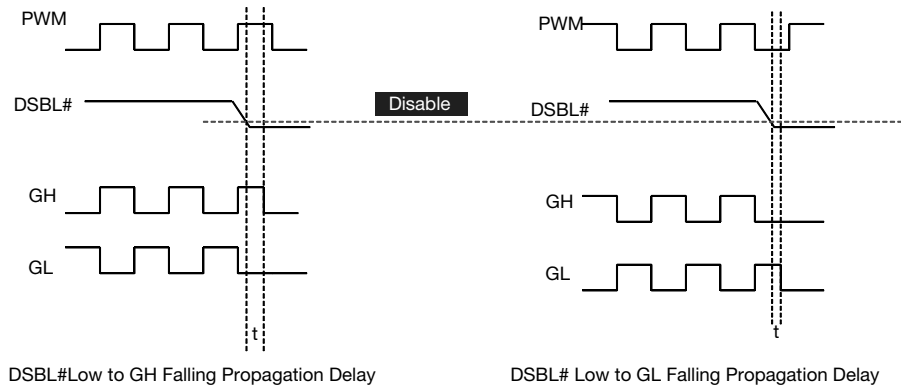 PWM
DSBL#
GH
GL
t
DSBL#Low to GH Falling Propagation Delay
Disable
PWM
DSBL#
GH
GL
t
DSBL# Low to GL Falling Propagation Delay